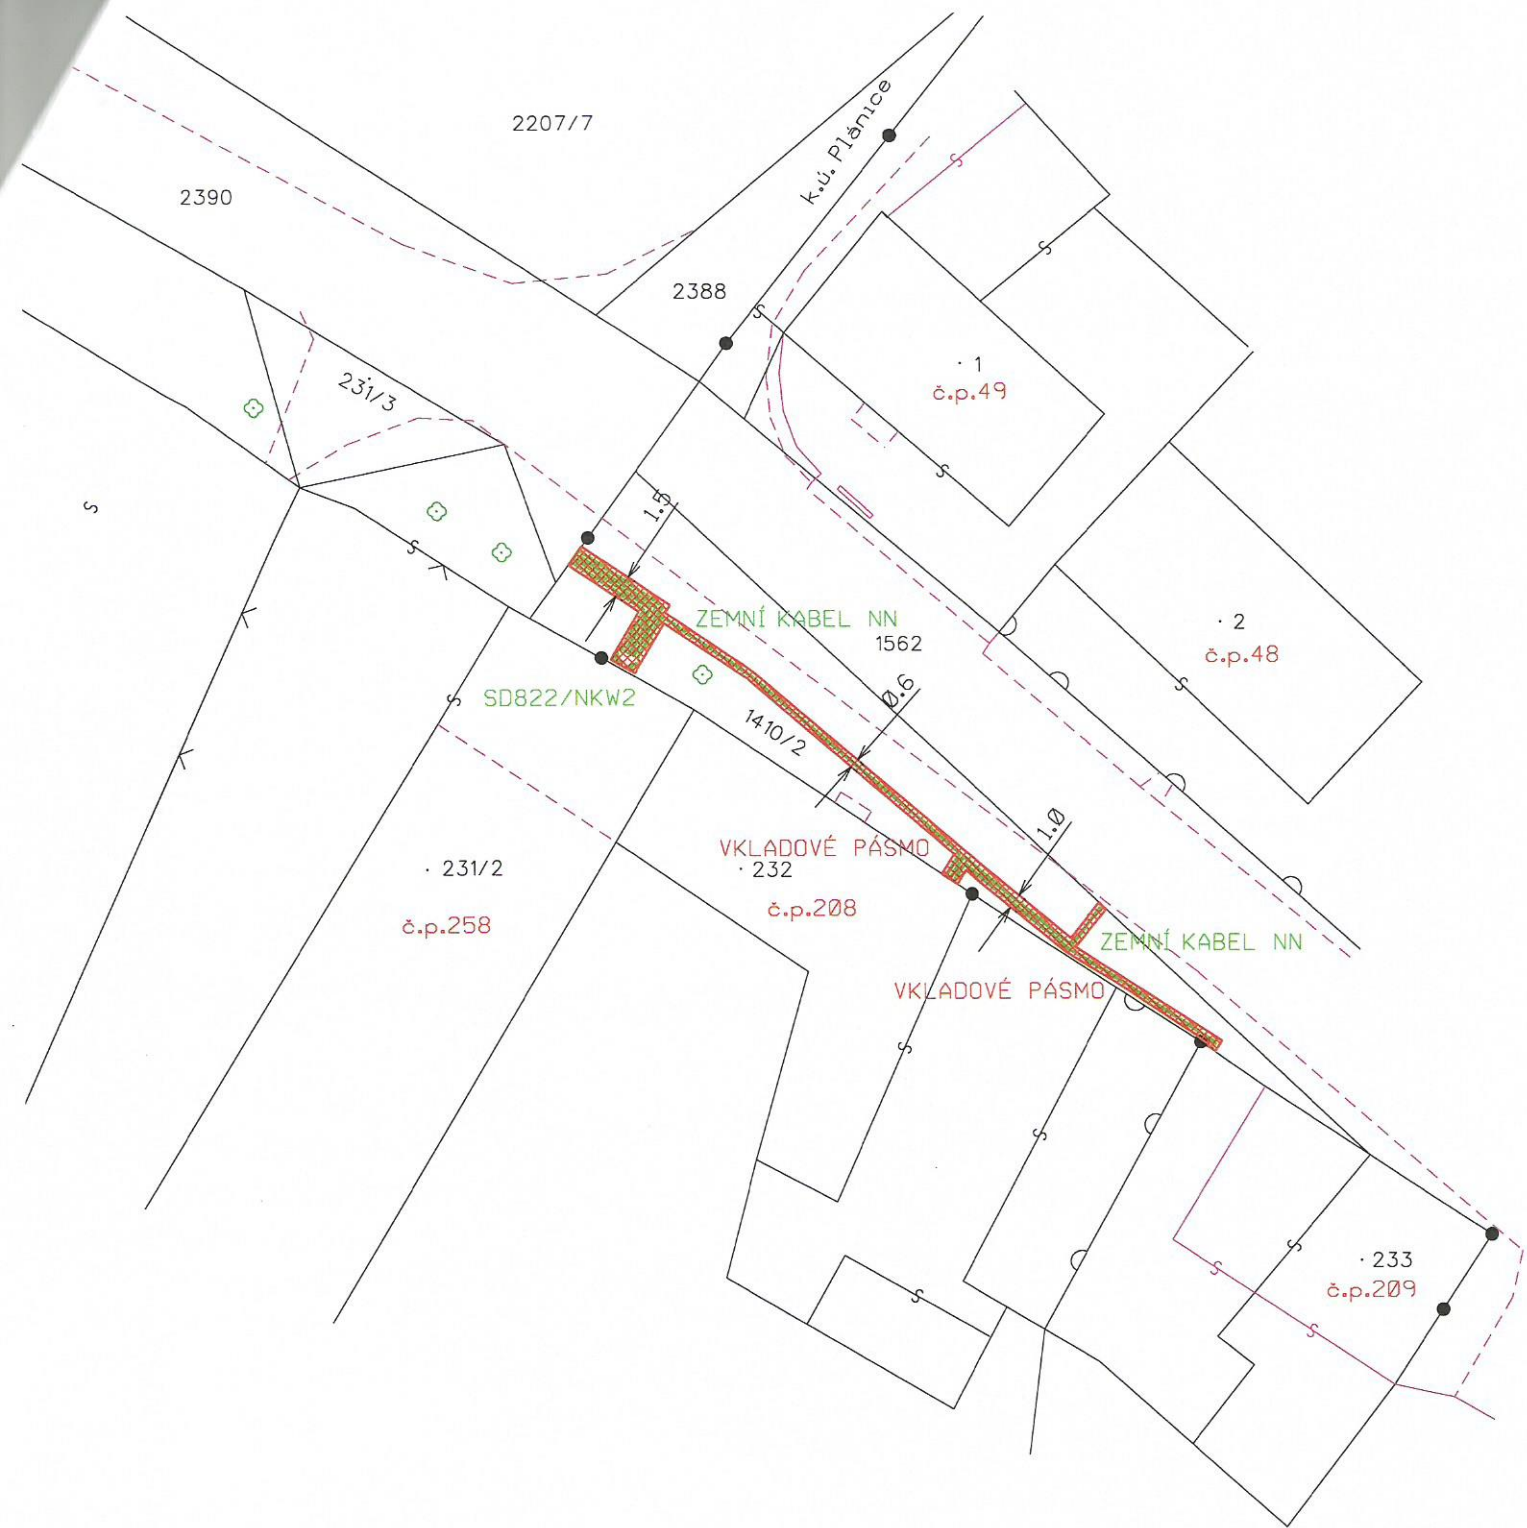 2207/7
k.ú. Plánice
2390
2388
1
č.p.49
231/3
1.5
ZEMNÍ KABEL NN
1562
2
č.p.48
SD822/NKW2
0.6
1410/2
1.0
VKLADOVÉ PÁSMO
231/2
č.p.258
232
č.p.208
ZEMNÍ KABEL NN
VKLADOVÉ PÁSMO
233
č.p.209